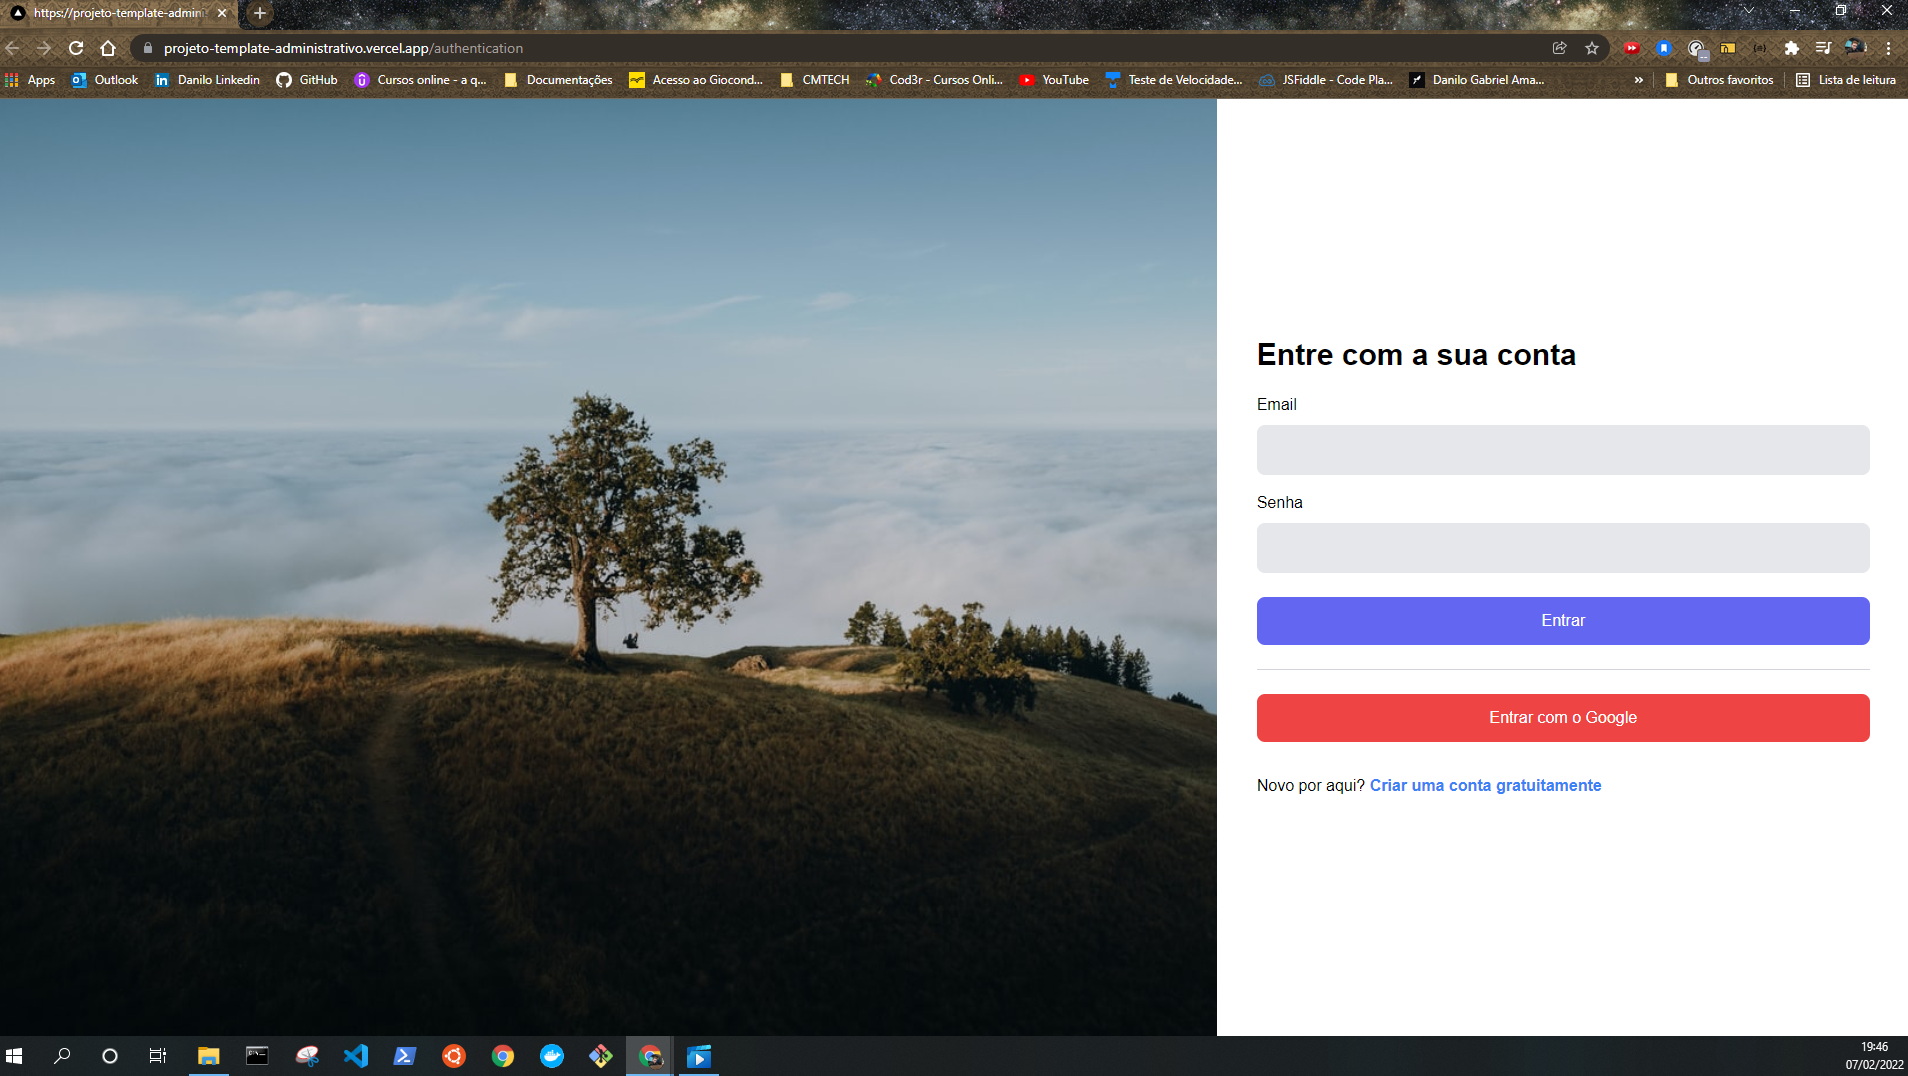 https://projeto-template-admini
projeto-template-administrativo.vercel.app/authentication
Apps Outlook Danilo Linkedin GitHub Cursos online - a q... Documentações Acesso ao Giocond... CMTECH Cod3r - Cursos Onli... YouTube Teste de Velocidade... JSFiddle - Code Pla... Danilo Gabriel Ama... » Outros favoritos Lista de leitura
Entre com a sua conta
Email
Senha
Entrar
Entrar com o Google
Novo por aqui? Criar uma conta gratuitamente
19:46
07/02/2022